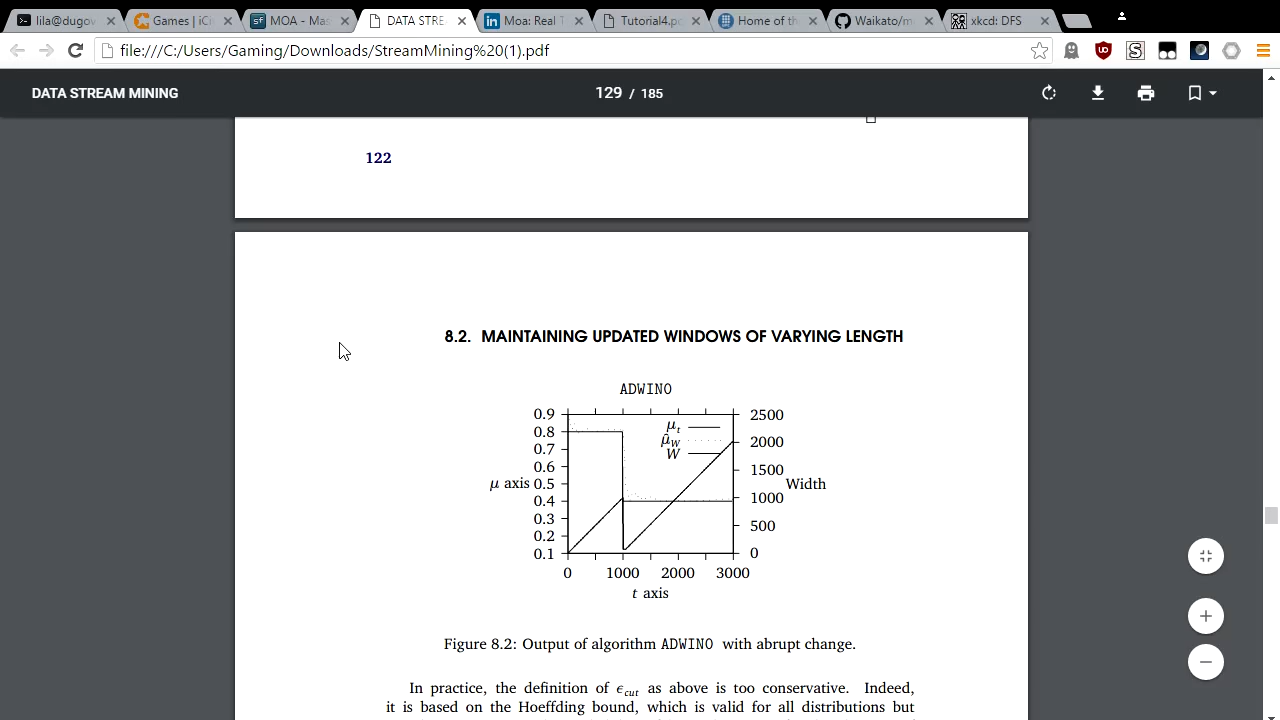 lila@dugov
Games | iCi
MOA - Mas
DATA STRE
Moa: Real T
Tutorial4.po
Home of th
Waikato/m
xkcd: DFS
file:///C:/Users/Gaming/Downloads/StreamMining%20(1).pdf
DATA STREAM MINING
129 / 185
122
8.2. MAINTAINING UPDATED WINDOWS OF VARYING LENGTH
ADWIN0
0.9
0.8
0.7
0.6
0.5
0.4
0.3
0.2
0.1
μ axis
μt
μ̂W
W
2500
2000
1500
1000
500
0
Width
0 1000 2000 3000
t axis
Figure 8.2: Output of algorithm ADWIN0 with abrupt change.
In practice, the definition of ϵcut as above is too conservative. Indeed,
it is based on the Hoeffding bound, which is valid for all distributions but